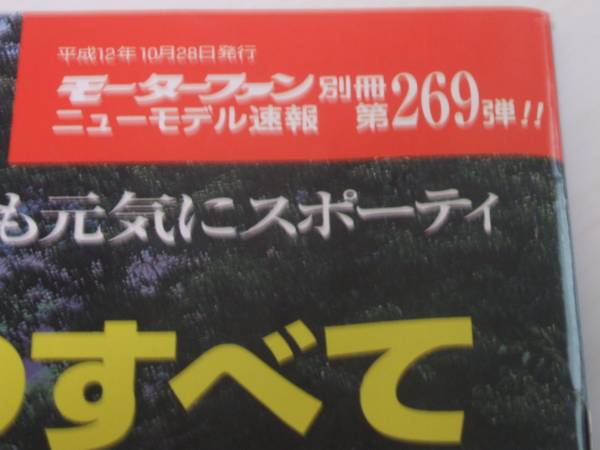 平成12年10月28日発行
モーターファン別冊
ニューモデル速報 第269弾!!
も元気にスポーティ
のすべて